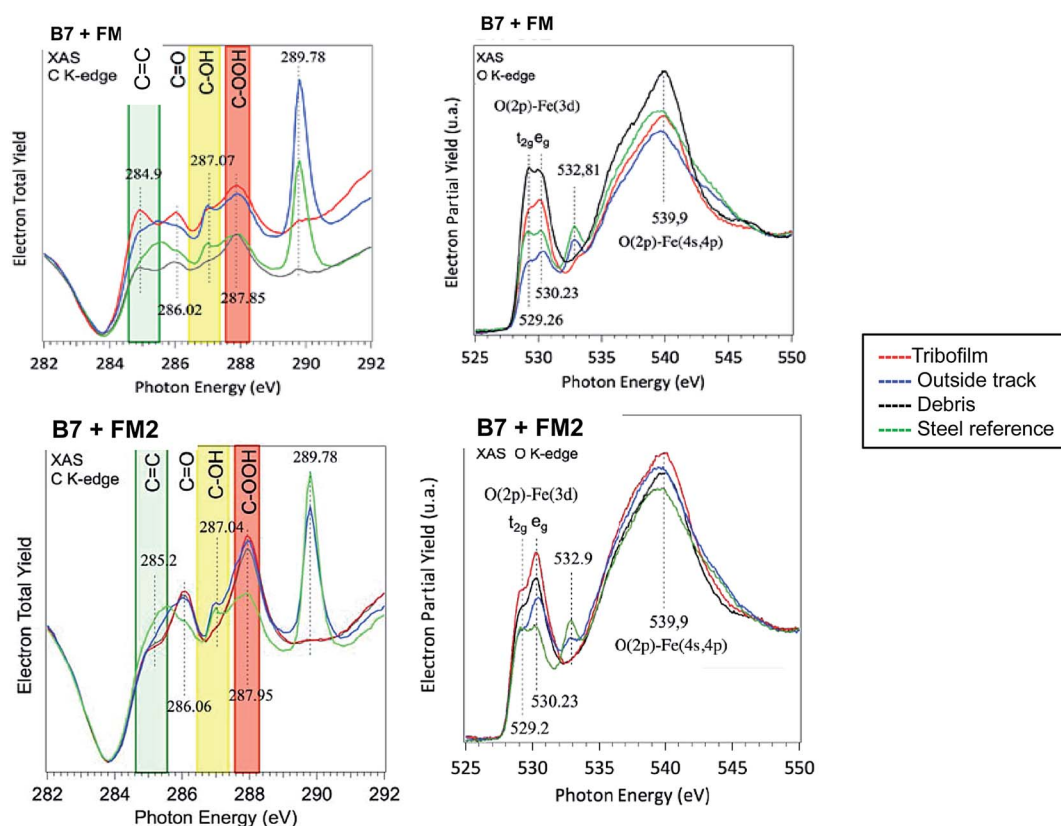 B7 + FM
XAS
C K-edge
C=C
C=O
C-OH
C-OOH
289.78
287.07
284.9
286.02
287.85
Electron Total Yield
282 284 286 288 290 292
Photon Energy (eV)
B7 + FM
XAS
O K-edge
O(2p)-Fe(3d)
t2g eg
532,81
539,9
O(2p)-Fe(4s,4p)
530.23
529.26
Electron Partial Yield (u.a.)
525 530 535 540 545 550
Photon Energy (eV)
Tribofilm
Outside track
Debris
Steel reference
B7 + FM2
XAS
C K-edge
C=C
C=O
C-OH
C-OOH
289.78
287.04
285.2
286.06
287.95
Electron Total Yield
282 284 286 288 290 292
Photon Energy (eV)
B7 + FM2
XAS O K-edge
O(2p)-Fe(3d)
t2g eg
532.9
539,9
O(2p)-Fe(4s,4p)
530.23
529.2
Electron Partial Yield (u.a.)
525 530 535 540 545 550
Photon Energy (eV)